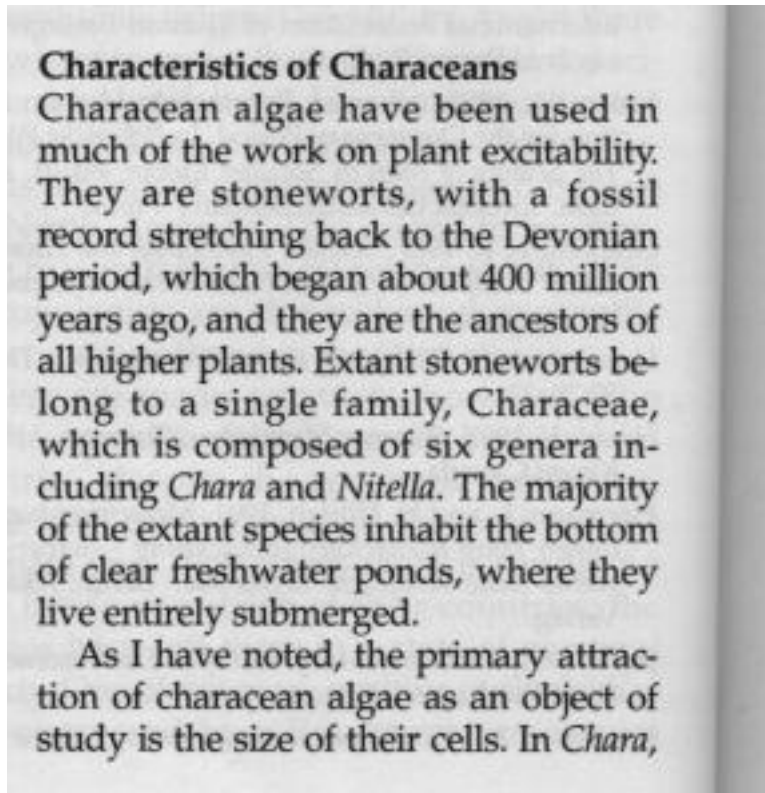 Characteristics of Characeans
Characean algae have been used in
much of the work on plant excitability.
They are stoneworts, with a fossil
record stretching back to the Devonian
period, which began about 400 million
years ago, and they are the ancestors of
all higher plants. Extant stoneworts be-
long to a single family, Characeae,
which is composed of six genera in-
cluding Chara and Nitella. The majority
of the extant species inhabit the bottom
of clear freshwater ponds, where they
live entirely submerged.
As I have noted, the primary attrac-
tion of characean algae as an object of
study is the size of their cells. In Chara,